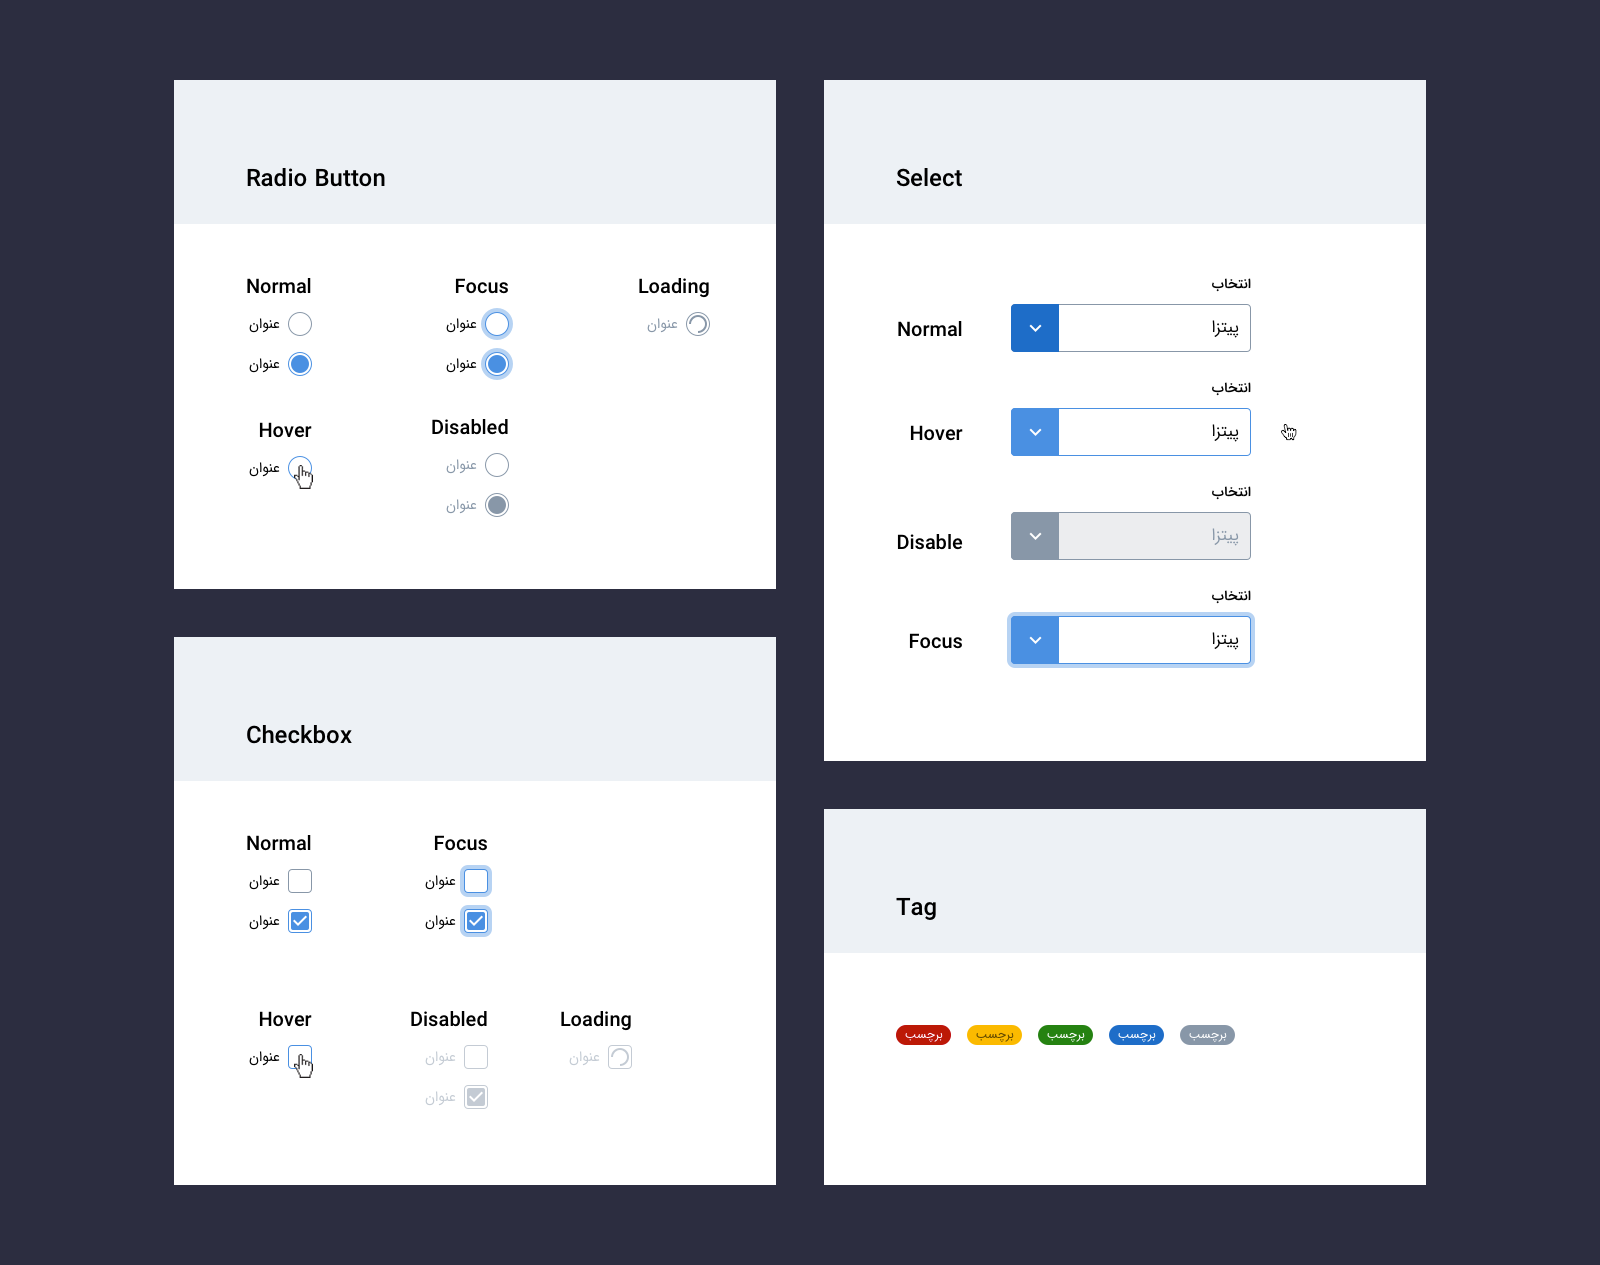 Radio Button
Normal
عنوان
عنوان
Focus
عنوان
عنوان
Loading
عنوان
Hover
عنوان
Disabled
عنوان
عنوان
Select
انتخاب
Normal
پیتزا
انتخاب
Hover
پیتزا
انتخاب
Disable
پیتزا
انتخاب
Focus
پیتزا
Checkbox
Normal
عنوان
عنوان
Focus
عنوان
عنوان
Hover
عنوان
Disabled
عنوان
عنوان
Loading
عنوان
Tag
برچسب
برچسب
برچسب
برچسب
برچسب